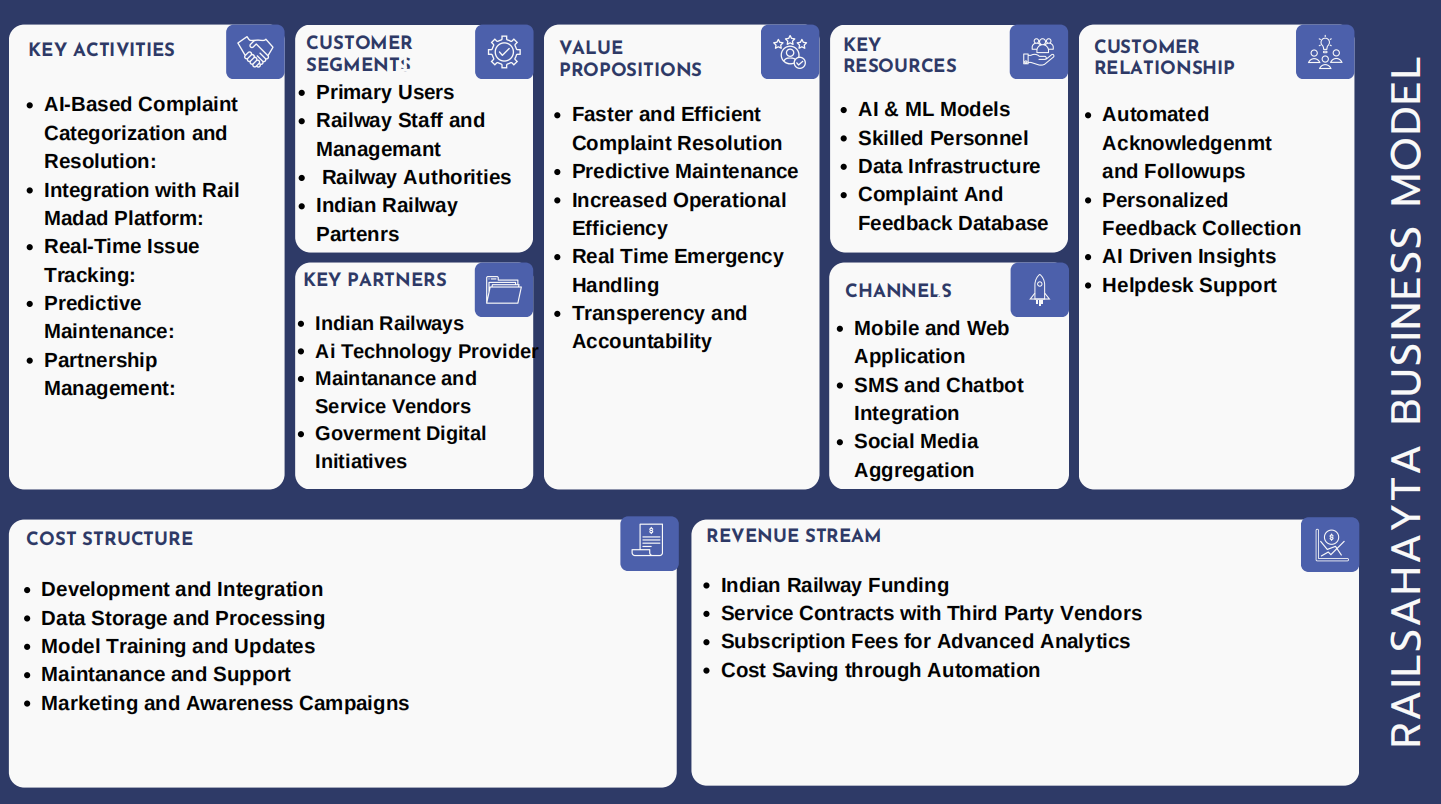 KEY ACTIVITIES
AI-Based Complaint
Categorization and
Resolution:
Integration with Rail
Madad Platform:
Real-Time Issue
Tracking:
Predictive
Maintenance:
Partnership
Management:
CUSTOMER
SEGMENTS
Primary Users
Railway Staff and
Managemant
Railway Authorities
Indian Railway
Partenrs
KEY PARTNERS
Indian Railways
Ai Technology Provider
Maintanance and
Service Vendors
Goverment Digital
Initiatives
VALUE
PROPOSITIONS
Faster and Efficient
Complaint Resolution
Predictive Maintenance
Increased Operational
Efficiency
Real Time Emergency
Handling
Transperency and
Accountability
KEY
RESOURCES
AI & ML Models
Skilled Personnel
Data Infrastructure
Complaint And
Feedback Database
CHANNELS
Mobile and Web
Application
SMS and Chatbot
Integration
Social Media
Aggregation
CUSTOMER
RELATIONSHIP
Automated
Acknowledgenmt
and Followups
Personalized
Feedback Collection
AI Driven Insights
Helpdesk Support
COST STRUCTURE
Development and Integration
Data Storage and Processing
Model Training and Updates
Maintanance and Support
Marketing and Awareness Campaigns
REVENUE STREAM
Indian Railway Funding
Service Contracts with Third Party Vendors
Subscription Fees for Advanced Analytics
Cost Saving through Automation
RAILSAHAYTA BUSINESS MODEL